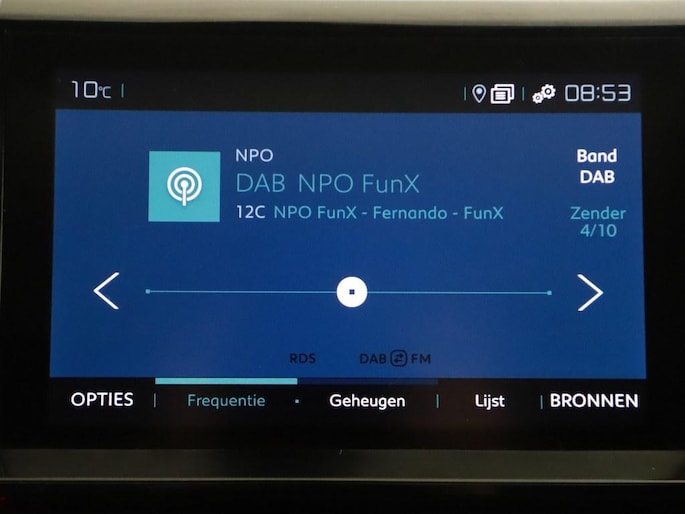 10°C 08:53
NPO
DAB NPO FunX
12C NPO FunX - Fernando - FunX
Band
DAB
Zender
4/10
RDS DAB FM
OPTIES Frequentie Geheugen Lijst BRONNEN